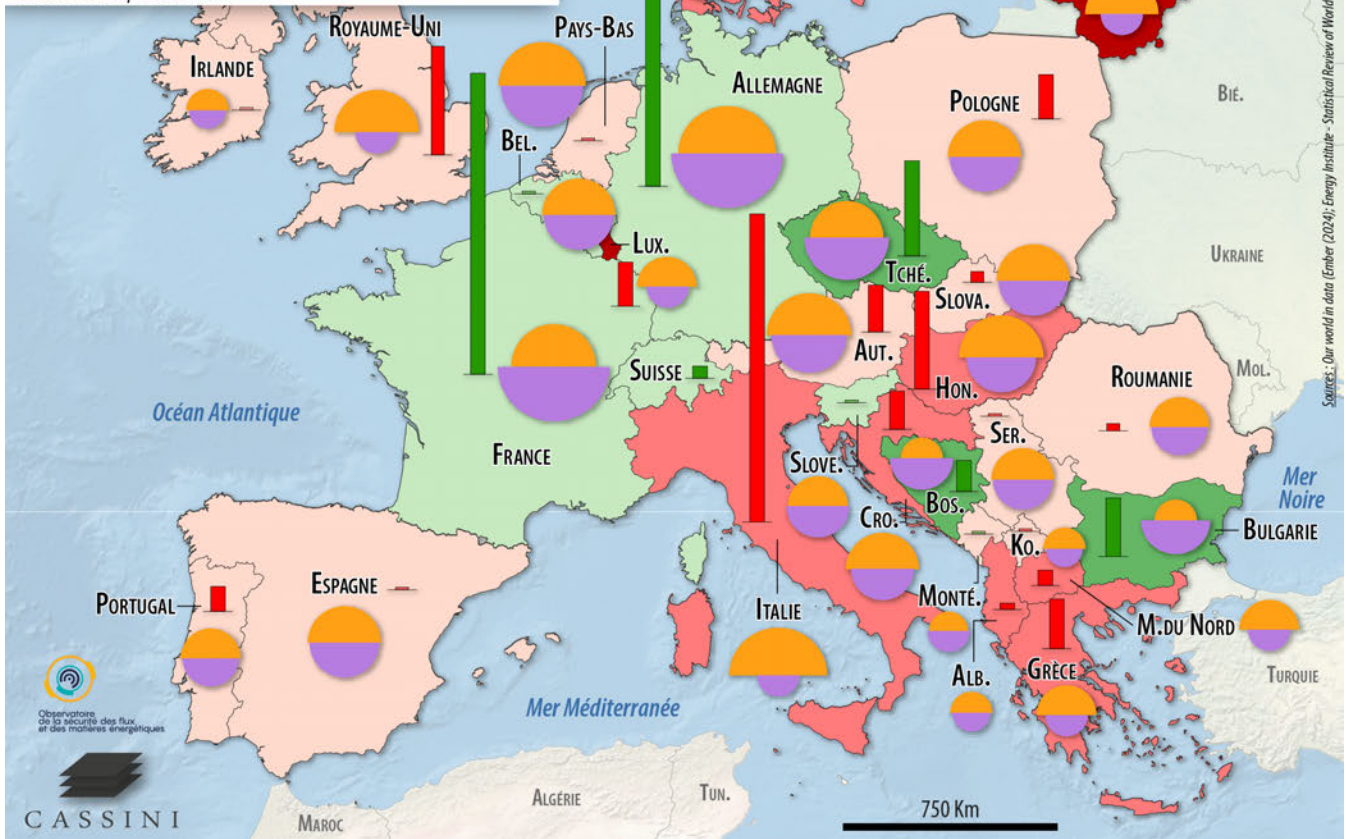 ROYAUME-UNI
PAYS-BAS
IRLANDE
ALLEMAGNE
POLOGNE
BIÉ.
BEL.
LUX.
TCHÉ.
UKRAINE
SLOVA.
SUISSE
AUT.
HON.
MOL.
ROUMANIE
Océan Atlantique
FRANCE
SER.
SLOVE.
Mer
Noire
BOS.
CRO.
BULGARIE
KO.
ESPAGNE
PORTUGAL
ITALIE
MONTÉ.
M.DU NORD
ALB.
GRÈCE
TURQUIE
Mer Méditerranée
Observatoire
de la sécurité des flux
et des matières énergétiques
CASSINI
MAROC
ALGÉRIE
TUN.
750 Km
Sources : Our world in data (Ember (2024); Energy Institute - Statistical Review of World